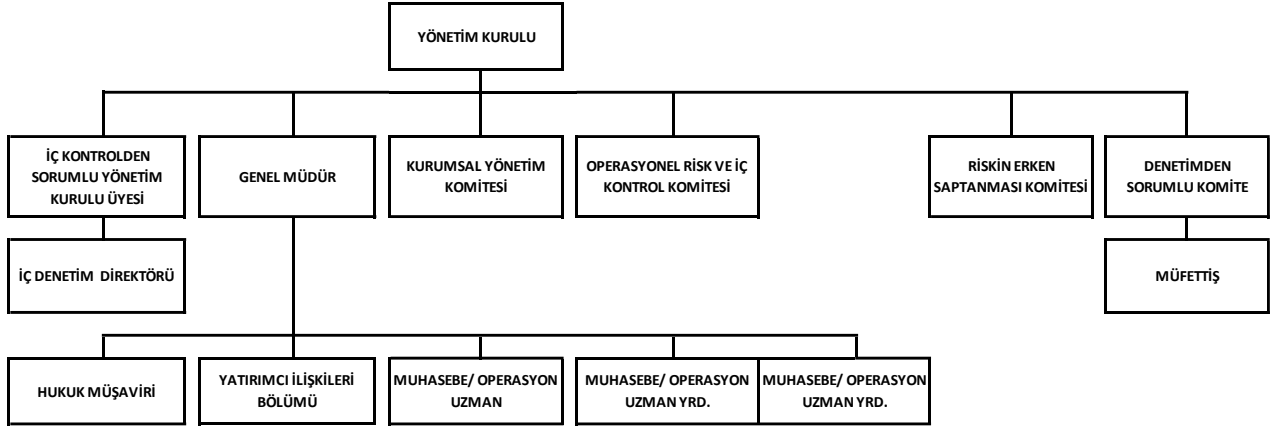 YÖNETİM KURULU
İÇ KONTROLDEN
SORUMLU YÖNETİM
KURULU ÜYESİ
GENEL MÜDÜR
KURUMSAL YÖNETİM
KOMİTESİ
OPERASYONEL RİSK VE İÇ
KONTROL KOMİTESİ
RİSKİN ERKEN
SAPTANMASI KOMİTESİ
DENETİMDEN
SORUMLU KOMİTE
İÇ DENETİM DİREKTÖRÜ
MÜFETTİŞ
HUKUK MÜŞAVİRİ
YATIRIMCI İLİŞKİLERİ
BÖLÜMÜ
MUHASEBE/ OPERASYON
UZMAN
MUHASEBE/ OPERASYON
UZMAN YRD.
MUHASEBE/ OPERASYON
UZMAN YRD.